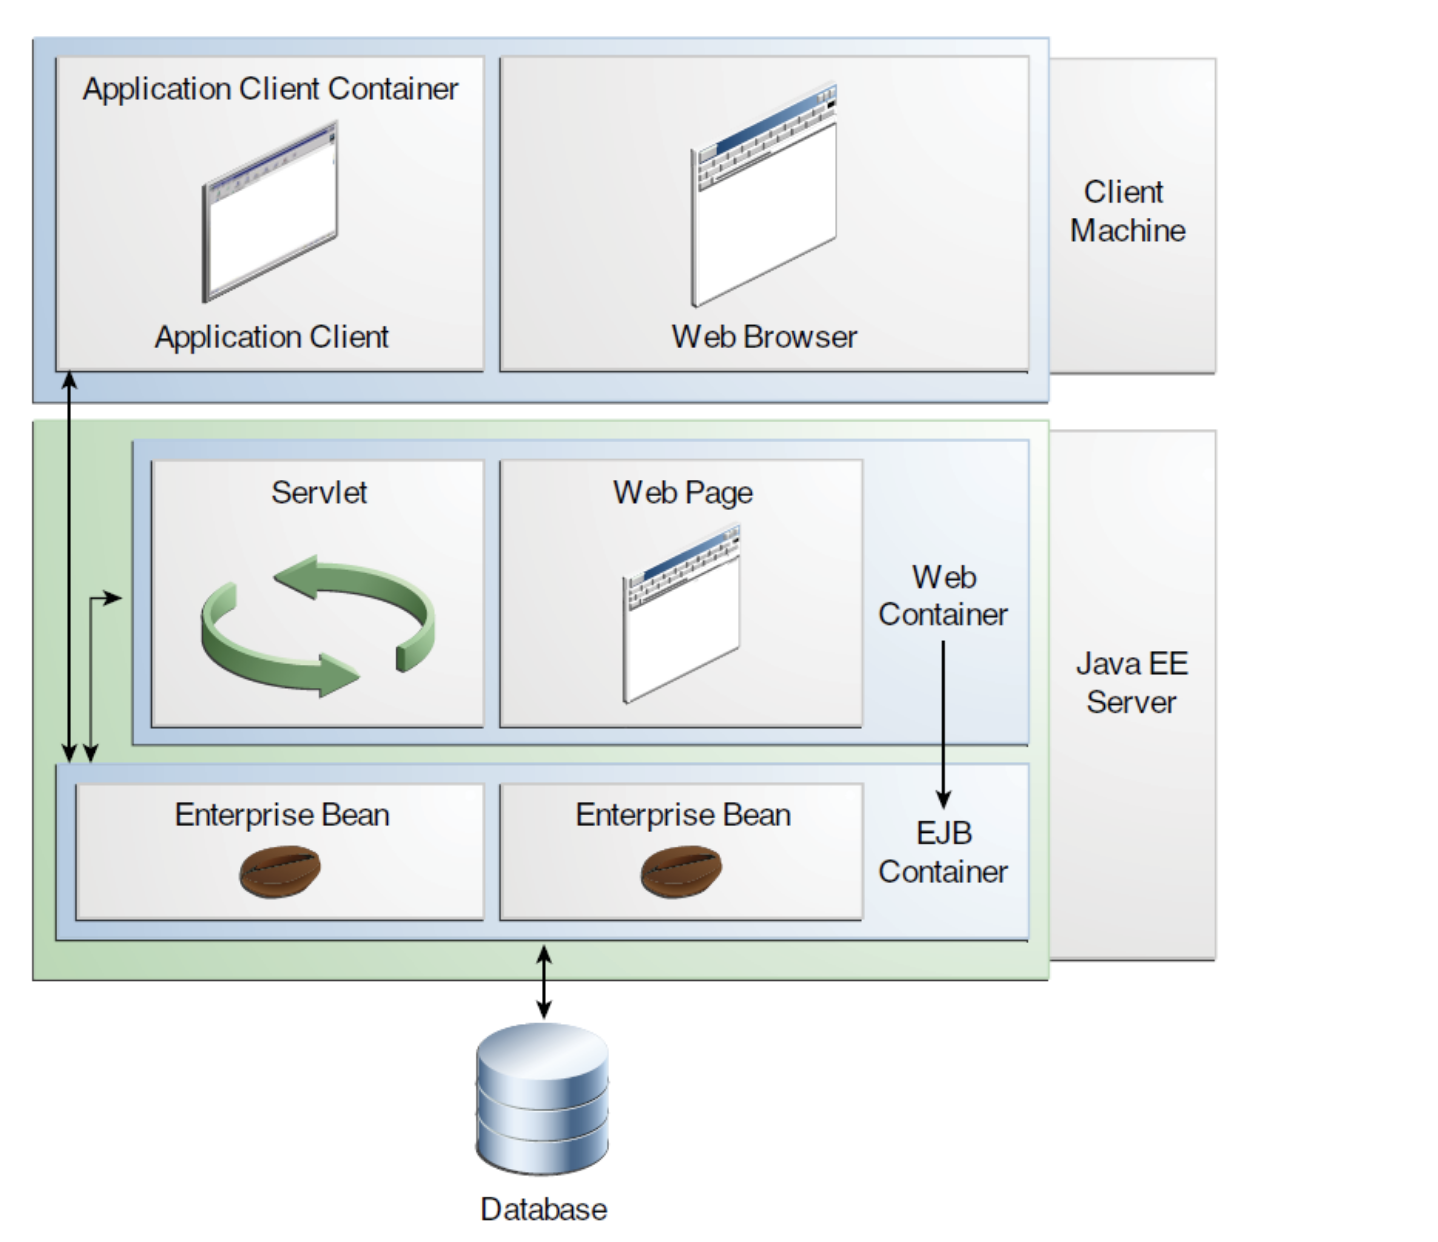 Application Client Container
Application Client
Web Browser
Client
Machine
Servlet
Web Page
Web
Container
Java EE
Server
Enterprise Bean
Enterprise Bean
EJB
Container
Database